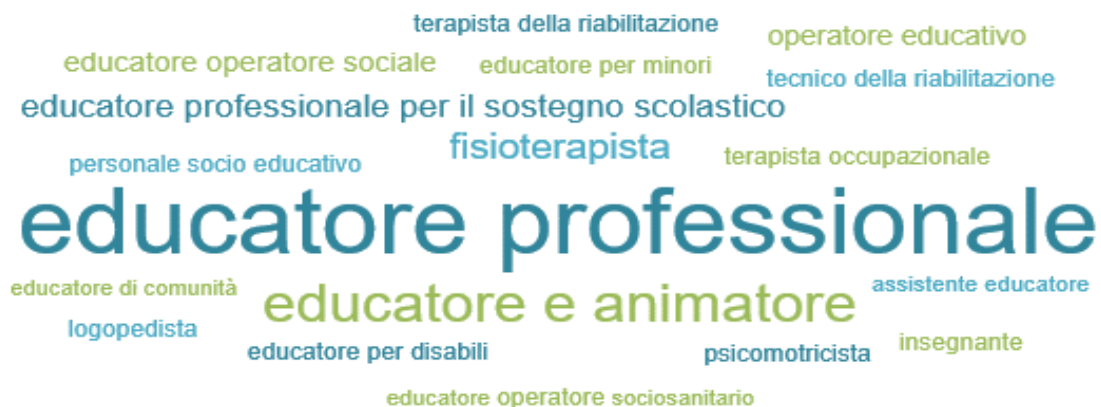 terapista della riabilitazione
operatore educativo
educatore operatore sociale
educatore per minori
tecnico della riabilitazione
educatore professionale per il sostegno scolastico
fisioterapista
personale socio educativo
terapista occupazionale
educatore professionale
educatore di comunità
educatore e animatore
assistente educatore
logopedista
educatore per disabili
psicomotricista
insegnante
educatore operatore sociosanitario